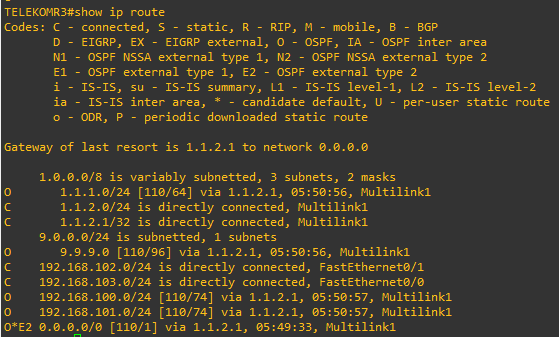 TELEKOMR3#show ip route
Codes: C - connected, S - static, R - RIP, M - mobile, B - BGP
       D - EIGRP, EX - EIGRP external, O - OSPF, IA - OSPF inter area
       N1 - OSPF NSSA external type 1, N2 - OSPF NSSA external type 2
       E1 - OSPF external type 1, E2 - OSPF external type 2
       i - IS-IS, su - IS-IS summary, L1 - IS-IS level-1, L2 - IS-IS level-2
       ia - IS-IS inter area, * - candidate default, U - per-user static route
       o - ODR, P - periodic downloaded static route
Gateway of last resort is 1.1.2.1 to network 0.0.0.0
     1.0.0.0/8 is variably subnetted, 3 subnets, 2 masks
O       1.1.1.0/24 [110/64] via 1.1.2.1, 05:50:56, Multilink1
C       1.1.2.0/24 is directly connected, Multilink1
C       1.1.2.1/32 is directly connected, Multilink1
     9.0.0.0/24 is subnetted, 1 subnets
O       9.9.9.0 [110/96] via 1.1.2.1, 05:50:56, Multilink1
C    192.168.102.0/24 is directly connected, FastEthernet0/1
C    192.168.103.0/24 is directly connected, FastEthernet0/0
O    192.168.100.0/24 [110/74] via 1.1.2.1, 05:50:57, Multilink1
O    192.168.101.0/24 [110/74] via 1.1.2.1, 05:50:57, Multilink1
O*E2 0.0.0.0/0 [110/1] via 1.1.2.1, 05:49:33, Multilink1